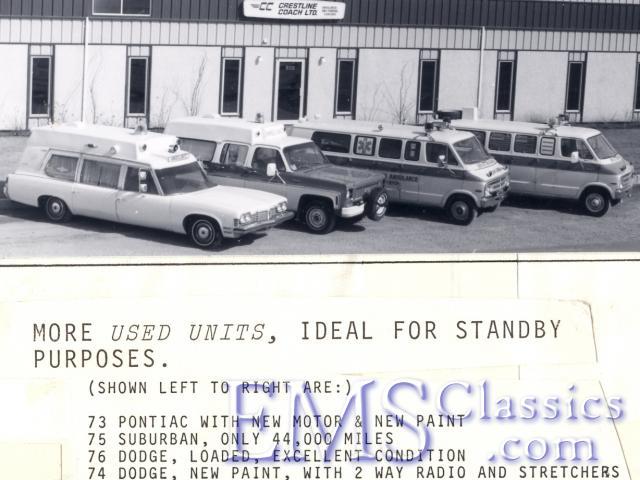 CRESTLINE
COACH LTD.
AMBULANCE
MORE USED UNITS, IDEAL FOR STANDBY
PURPOSES.
(SHOWN LEFT TO RIGHT ARE:)
73 PONTIAC WITH NEW MOTOR & NEW PAINT
75 SUBURBAN, ONLY 44,000 MILES
76 DODGE, LOADED, EXCELLENT CONDITION
74 DODGE, NEW PAINT, WITH 2 WAY RADIO AND STRETCHERS
EMSClassics
.com